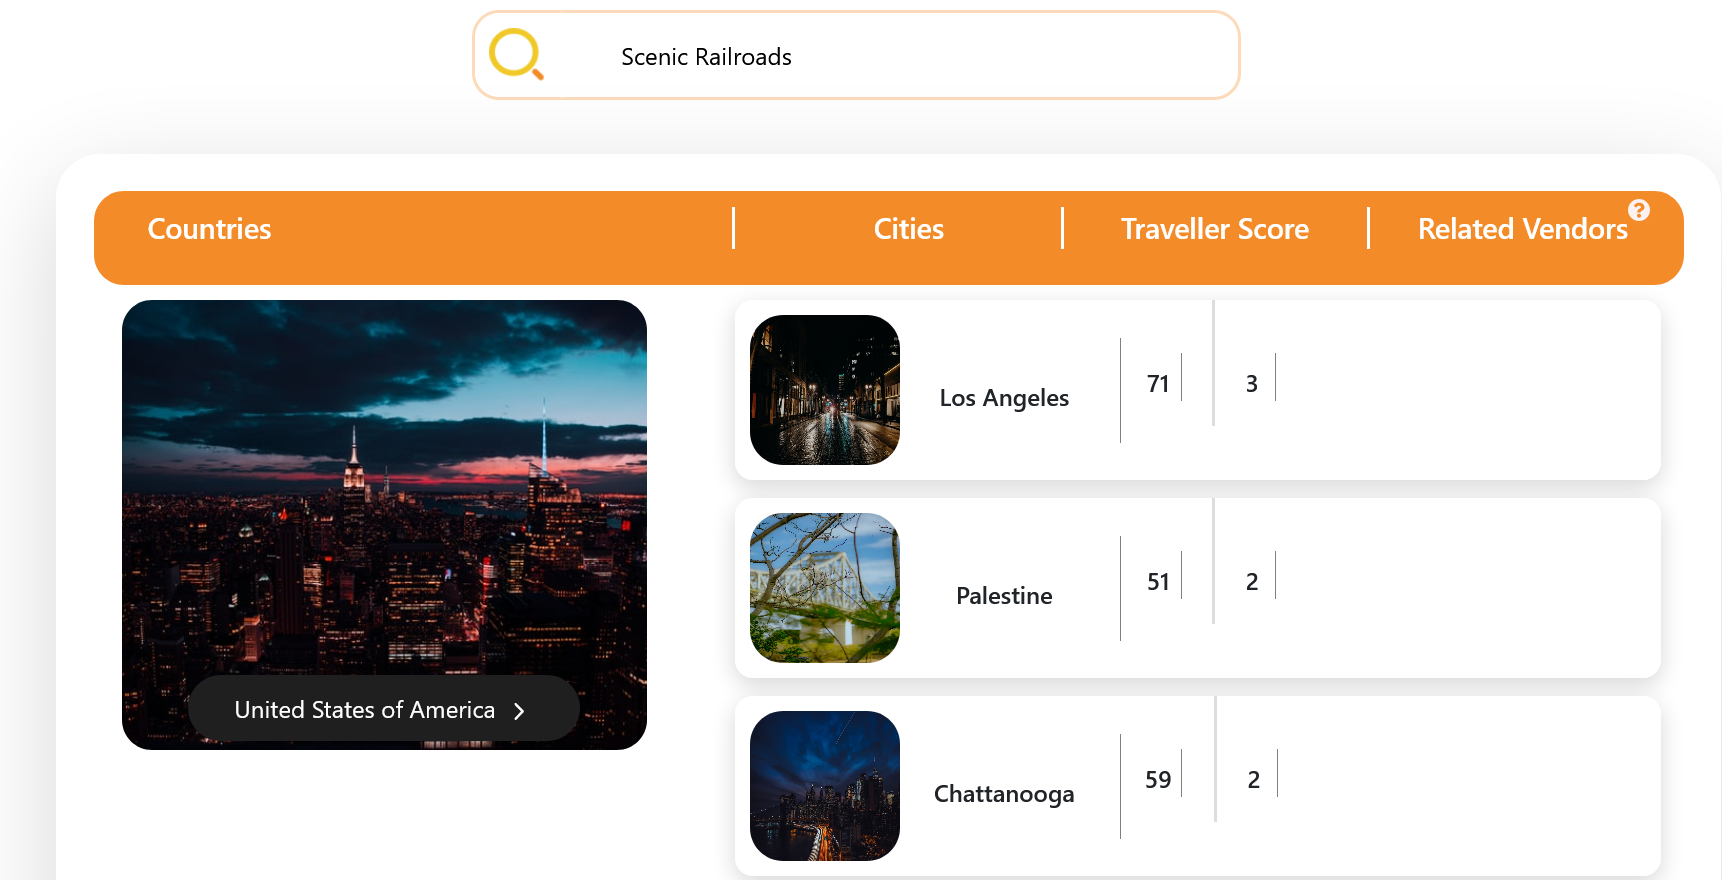 Scenic Railroads
Countries
Cities
Traveller Score
Related Vendors
?
Los Angeles
71
3
Palestine
51
2
Chattanooga
59
2
United States of America